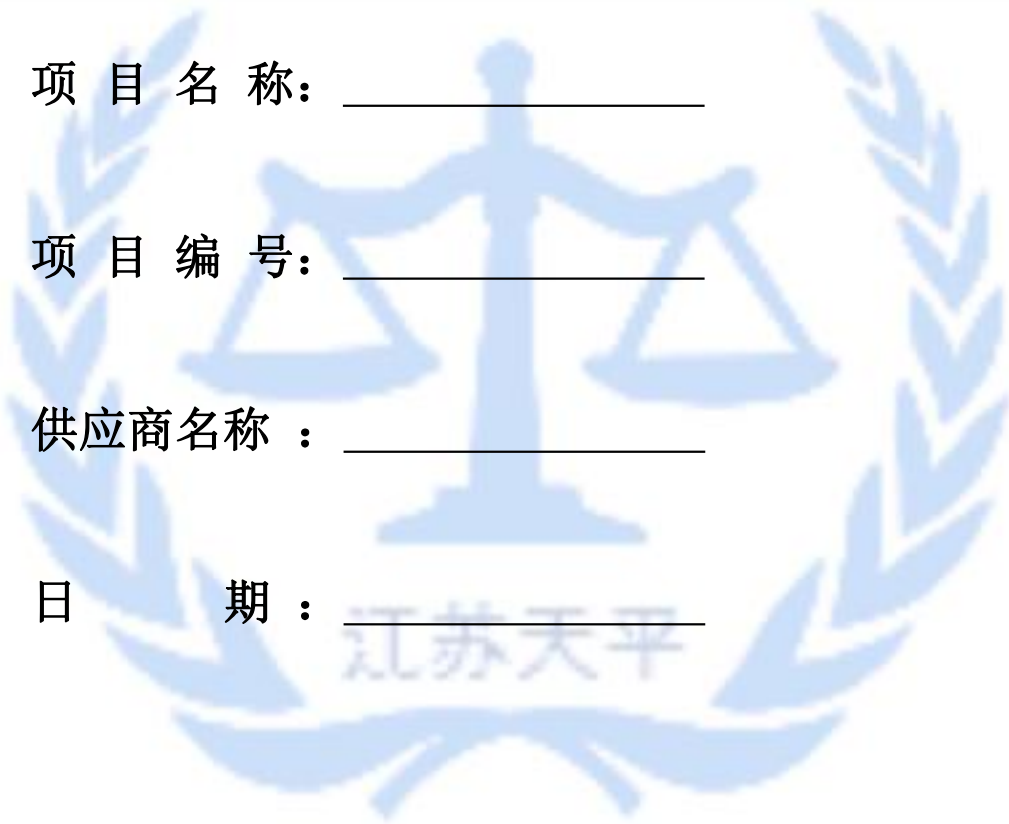 项 目 名 称：
项 目 编 号：
供应商名称 ：
日 期 ：
江苏天平